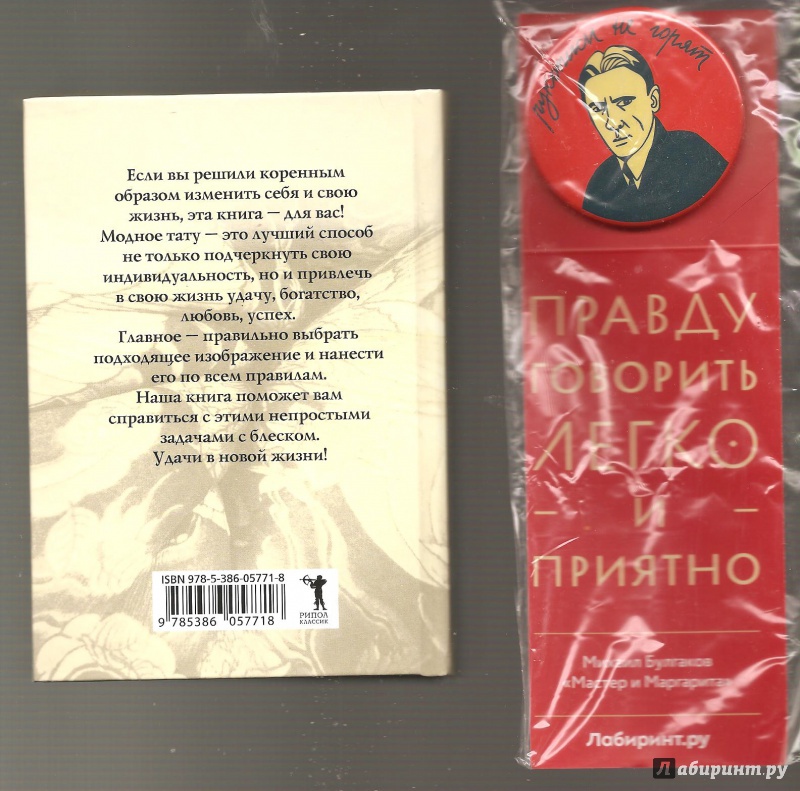 Если вы решили коренным
образом изменить себя и свою
жизнь, эта книга — для вас!
Модное тату — это лучший способ
не только подчеркнуть свою
индивидуальность, но и привлечь
в свою жизнь удачу, богатство,
любовь, успех.
Главное — правильно выбрать
подходящее изображение и нанести
его по всем правилам.
Наша книга поможет вам
справиться с этими непростыми
задачами с блеском.
Удачи в новой жизни!
ISBN 978-5-386-05771-8
9 785386 057718
РИПОЛ
КЛАССИК
рукописи не горят
ПРАВДУ
ГОВОРИТЬ
ЛЕГКО
– И –
ПРИЯТНО
Михаил Булгаков
«Мастер и Маргарита»
Лабиринт.ру
Лабиринт.ру